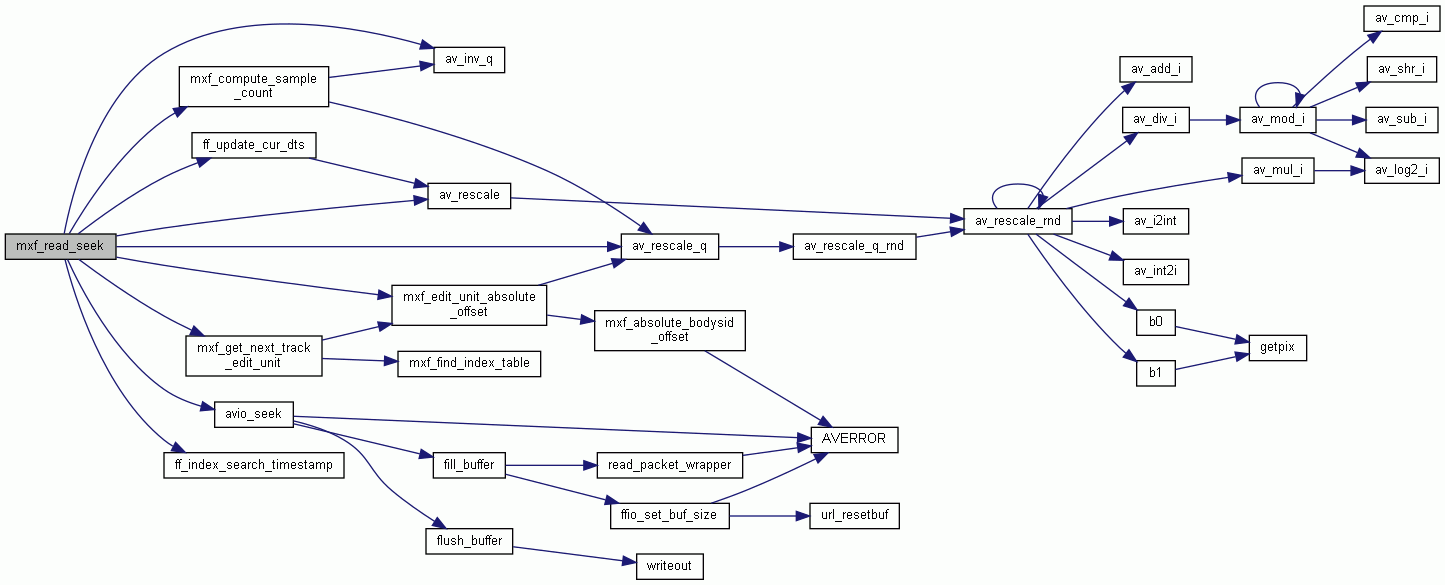 av_cmp_i
av_inv_q
av_add_i
av_shr_i
mxf_compute_sample
_count
av_div_i
av_mod_i
av_sub_i
ff_update_cur_dts
av_mul_i
av_log2_i
av_rescale
av_rescale_rnd
av_i2int
mxf_read_seek
av_rescale_q
av_rescale_q_rnd
av_int2i
mxf_edit_unit_absolute
_offset
mxf_absolute_bodysid
_offset
b0
mxf_get_next_track
_edit_unit
mxf_find_index_table
getpix
b1
avio_seek
AVERROR
ff_index_search_timestamp
fill_buffer
read_packet_wrapper
ffio_set_buf_size
url_resetbuf
flush_buffer
writeout